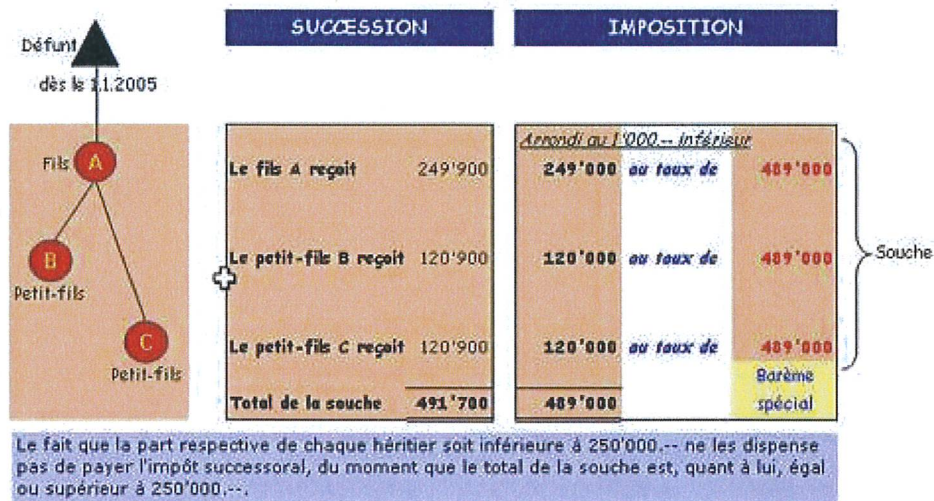 SUCCESSION
IMPOSITION
Défunt
dès le 1.1.2005
Arrondi au 1'000.-- inférieur
Fils A
Le fils A reçoit 249'900 249'000 au taux de 489'000
B
Petit-fils
Le petit-fils B reçoit 120'900 120'000 au taux de 489'000
Souche
C
Petit-fils
Le petit-fils C reçoit 120'900 120'000 au taux de 489'000
Barème
spécial
Total de la souche 491'700 489'000
Le fait que la part respective de chaque héritier soit inférieure à 250'000.-- ne les dispense
pas de payer l'impôt successoral, du moment que le total de la souche est, quant à lui, égal
ou supérieur à 250'000.--.